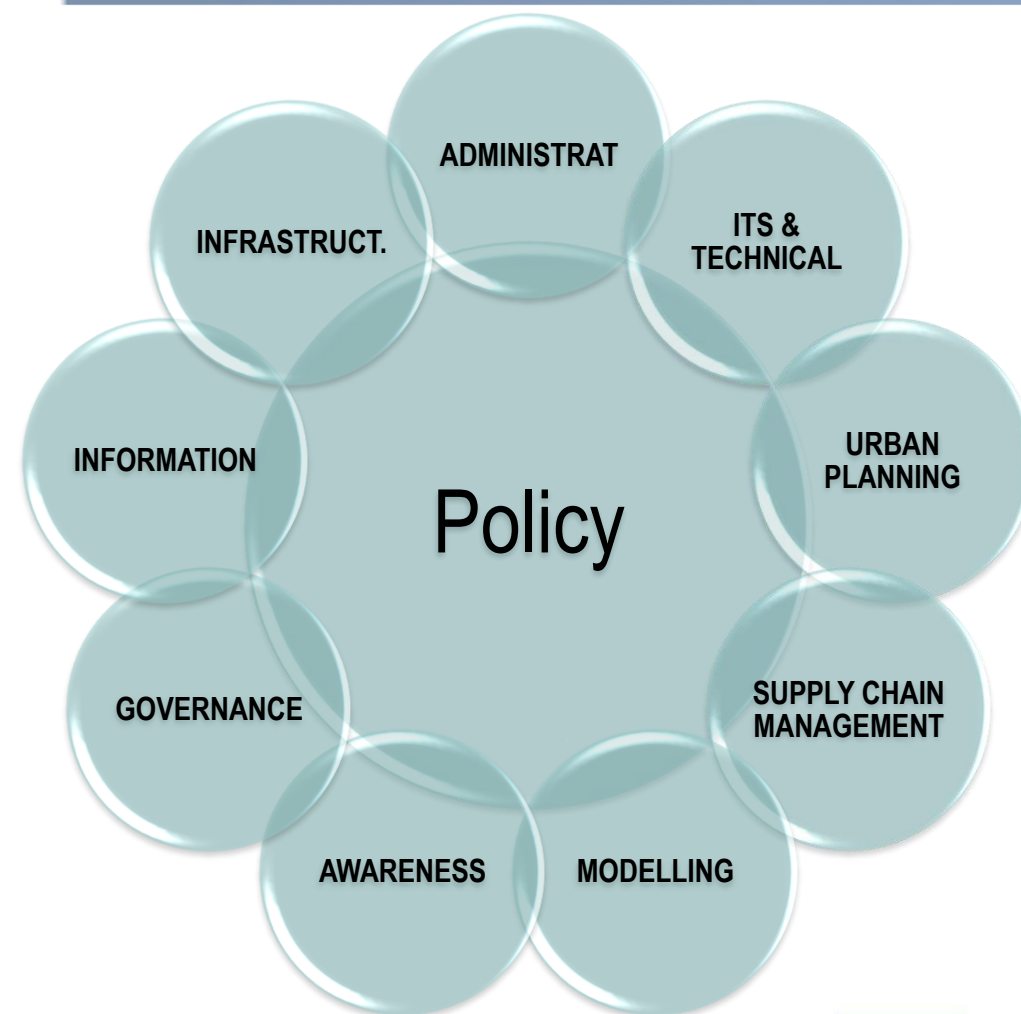 ADMINISTRAT
ITS &
TECHNICAL
URBAN
PLANNING
SUPPLY CHAIN
MANAGEMENT
MODELLING
AWARENESS
GOVERNANCE
INFORMATION
INFRASTRUCT.
Policy